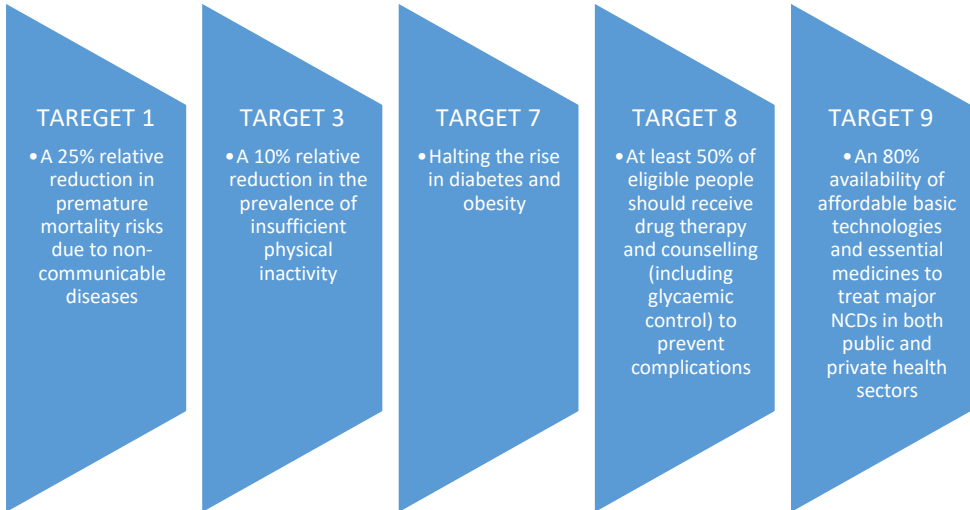 TAREGET 1
•A 25% relative
reduction in
premature
mortality risks
due to non-
communicable
diseases
TARGET 3
•A 10% relative
reduction in the
prevalence of
insufficient
physical
inactivity
TARGET 7
•Halting the rise
in diabetes and
obesity
TARGET 8
•At least 50% of
eligible people
should receive
drug therapy
and counselling
(including
glycaemic
control) to
prevent
complications
TARGET 9
•An 80%
availability of
affordable basic
technologies
and essential
medicines to
treat major
NCDs in both
public and
private health
sectors